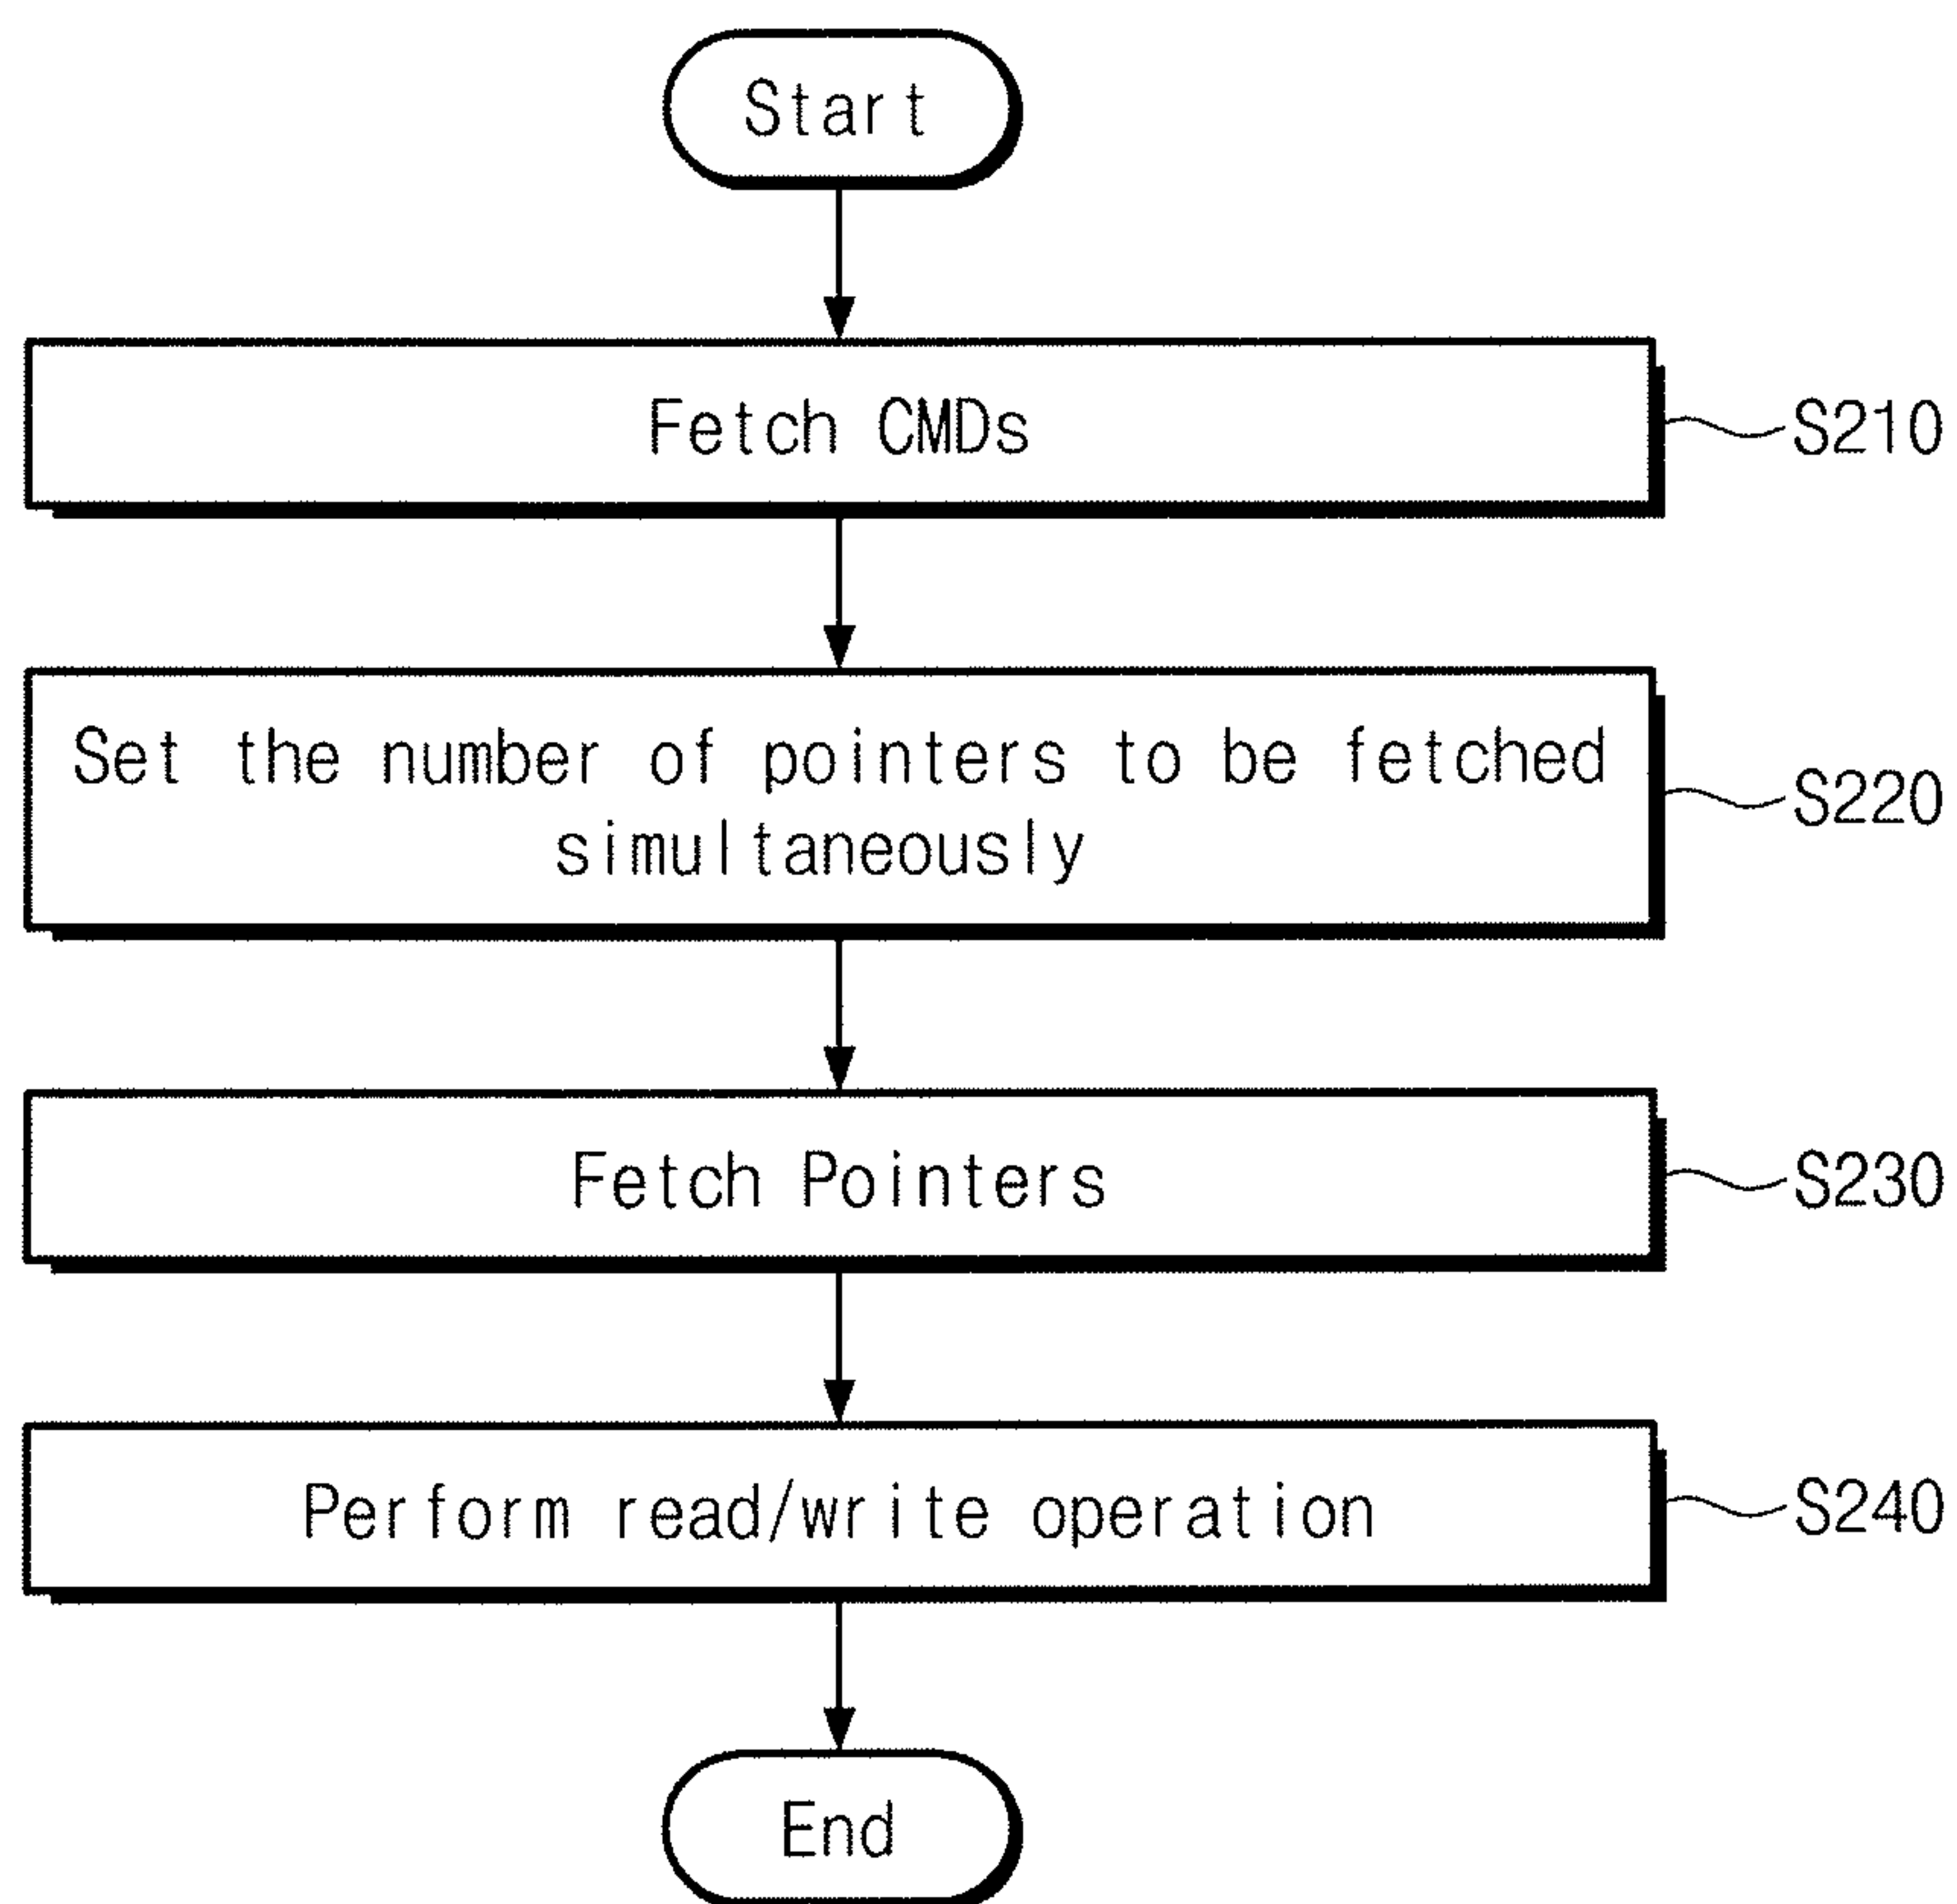 Start
Fetch CMDs
S210
Set the number of pointers to be fetched
simultaneously
S220
Fetch Pointers
S230
Perform read/write operation
S240
End